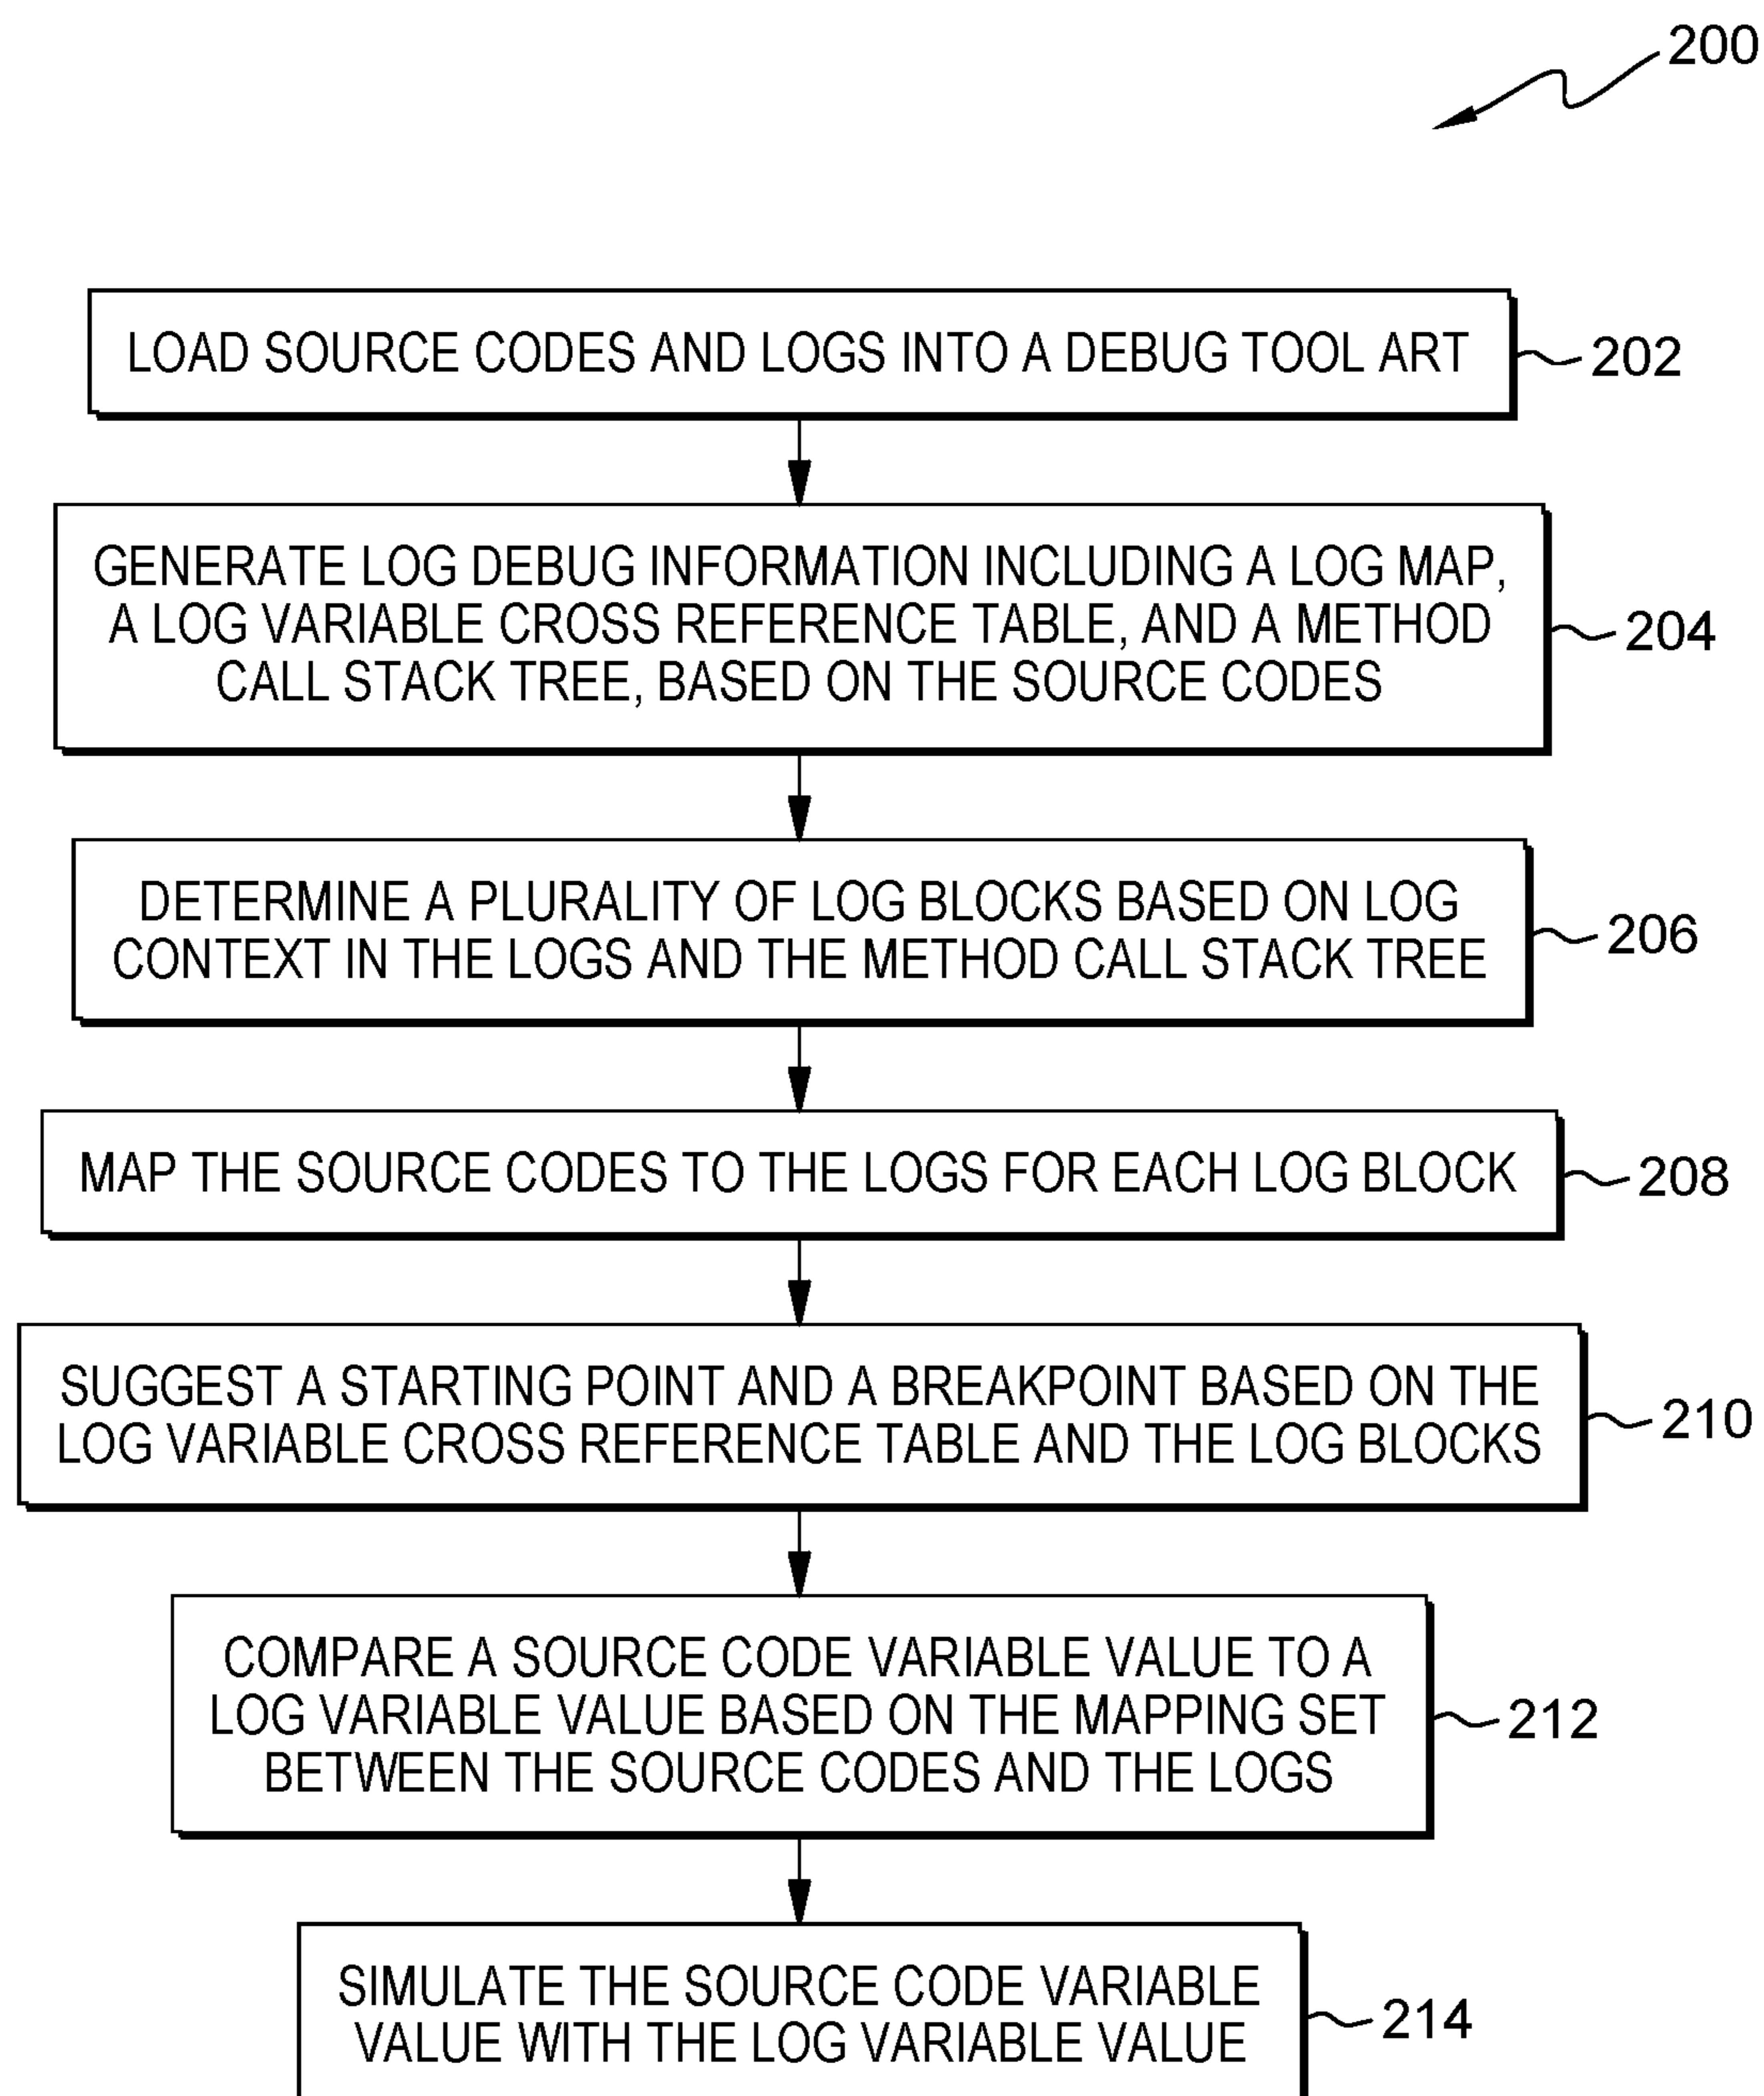 200
LOAD SOURCE CODES AND LOGS INTO A DEBUG TOOL ART
202
GENERATE LOG DEBUG INFORMATION INCLUDING A LOG MAP,
A LOG VARIABLE CROSS REFERENCE TABLE, AND A METHOD
CALL STACK TREE, BASED ON THE SOURCE CODES
204
DETERMINE A PLURALITY OF LOG BLOCKS BASED ON LOG
CONTEXT IN THE LOGS AND THE METHOD CALL STACK TREE
206
MAP THE SOURCE CODES TO THE LOGS FOR EACH LOG BLOCK
208
SUGGEST A STARTING POINT AND A BREAKPOINT BASED ON THE
LOG VARIABLE CROSS REFERENCE TABLE AND THE LOG BLOCKS
210
COMPARE A SOURCE CODE VARIABLE VALUE TO A
LOG VARIABLE VALUE BASED ON THE MAPPING SET
BETWEEN THE SOURCE CODES AND THE LOGS
212
SIMULATE THE SOURCE CODE VARIABLE
VALUE WITH THE LOG VARIABLE VALUE
214